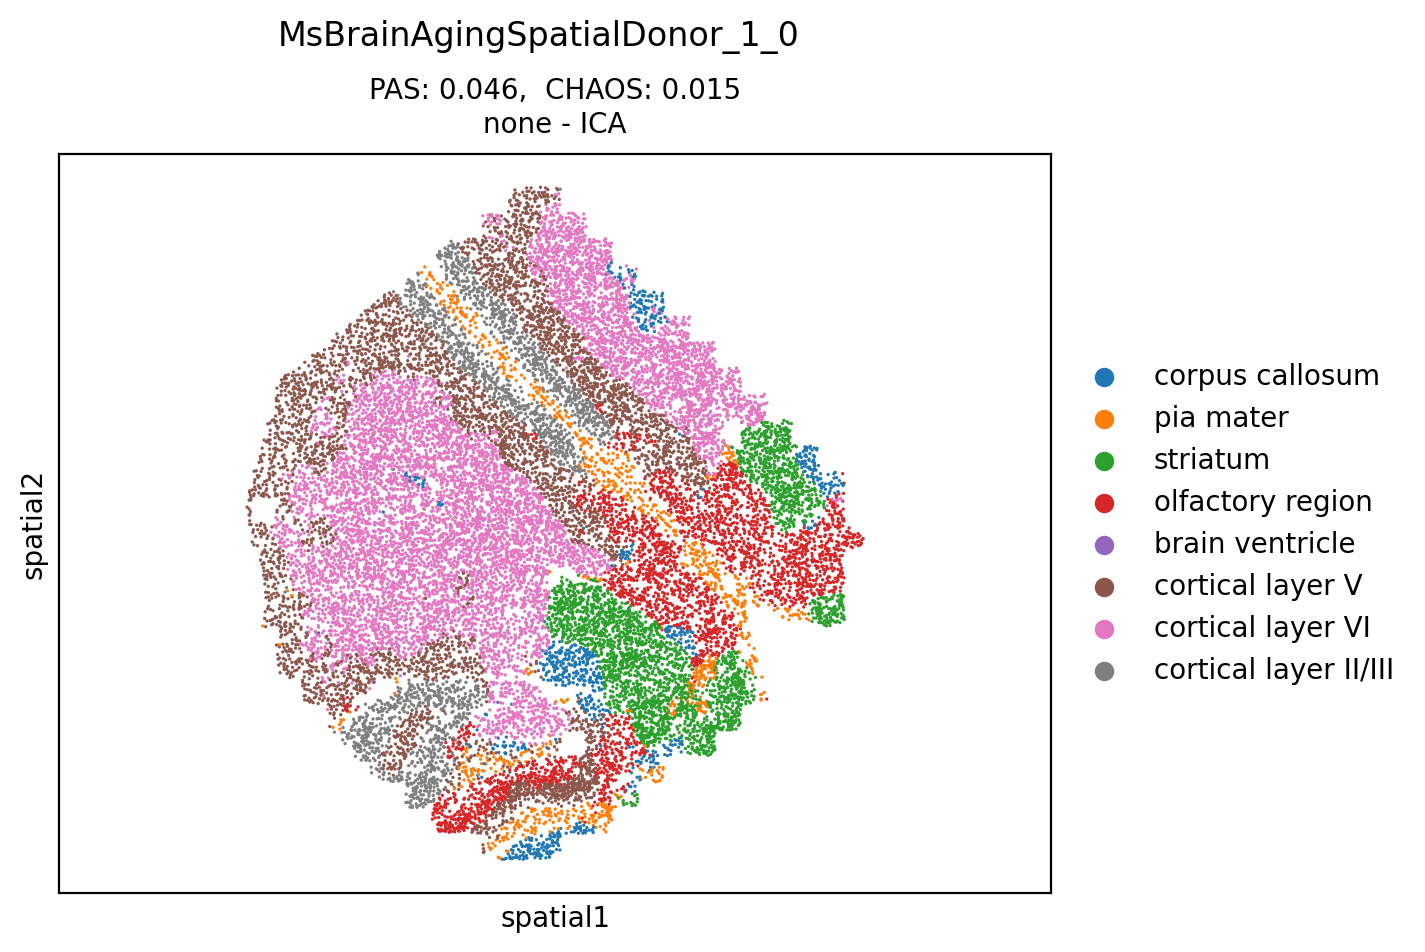 MsBrainAgingSpatialDonor_1_0
PAS: 0.046,  CHAOS: 0.015
none - ICA
spatial2
spatial1
corpus callosum
pia mater
striatum
olfactory region
brain ventricle
cortical layer V
cortical layer VI
cortical layer II/III